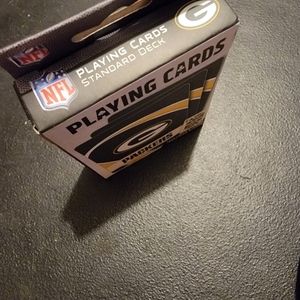 NFL
PLAYING CARDS
STANDARD DECK
G
PLAYING CARDS
G
PACKERS